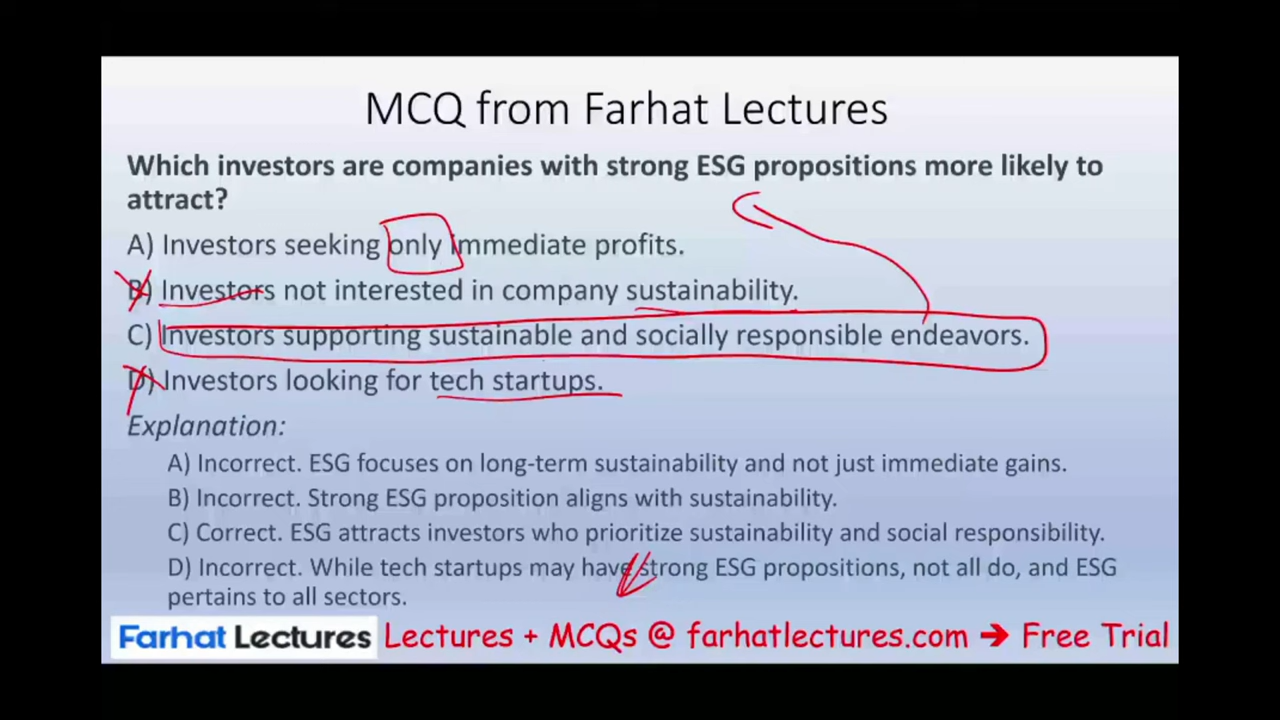 MCQ from Farhat Lectures
Which investors are companies with strong ESG propositions more likely to
attract?
A) Investors seeking only immediate profits.
B) Investors not interested in company sustainability.
C) Investors supporting sustainable and socially responsible endeavors.
D) Investors looking for tech startups.
Explanation:
A) Incorrect. ESG focuses on long-term sustainability and not just immediate gains.
B) Incorrect. Strong ESG proposition aligns with sustainability.
C) Correct. ESG attracts investors who prioritize sustainability and social responsibility.
D) Incorrect. While tech startups may have strong ESG propositions, not all do, and ESG
pertains to all sectors.
Farhat Lectures Lectures + MCQs @ farhatlectures.com ➔ Free Trial